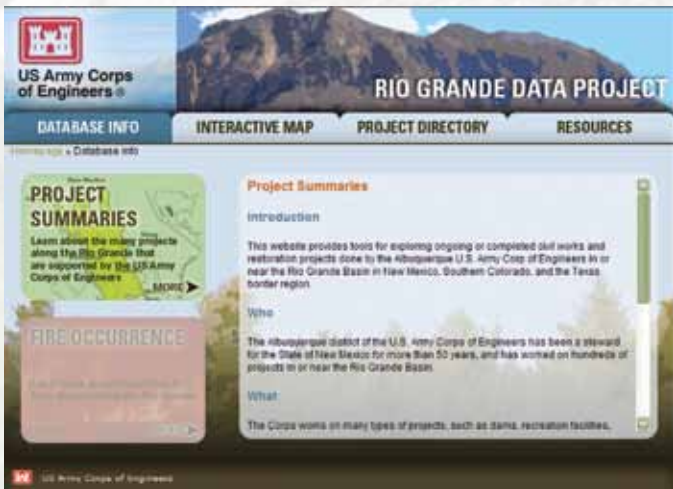 US Army Corps
of Engineers ®
RIO GRANDE DATA PROJECT
DATABASE INFO
INTERACTIVE MAP
PROJECT DIRECTORY
RESOURCES
Homepage » Database Info
PROJECT
SUMMARIES
Learn about the many projects
along the Rio Grande that
are supported by the US Army
Corps of Engineers
MORE
FIRE OCCURRENCE
Project Summaries
Introduction
This website provides tools for exploring ongoing or completed civil works and
restoration projects done by the Albuquerque U.S. Army Corp of Engineers in or
near the Rio Grande Basin in New Mexico, Southern Colorado, and the Texas
border region.
Who
The Albuquerque district of the U.S. Army Corps of Engineers has been a steward
for the State of New Mexico for more than 50 years, and has worked on hundreds of
projects in or near the Rio Grande Basin.
What
The Corps works on many types of projects, such as dams, recreation facilities,
US Army Corps of Engineers